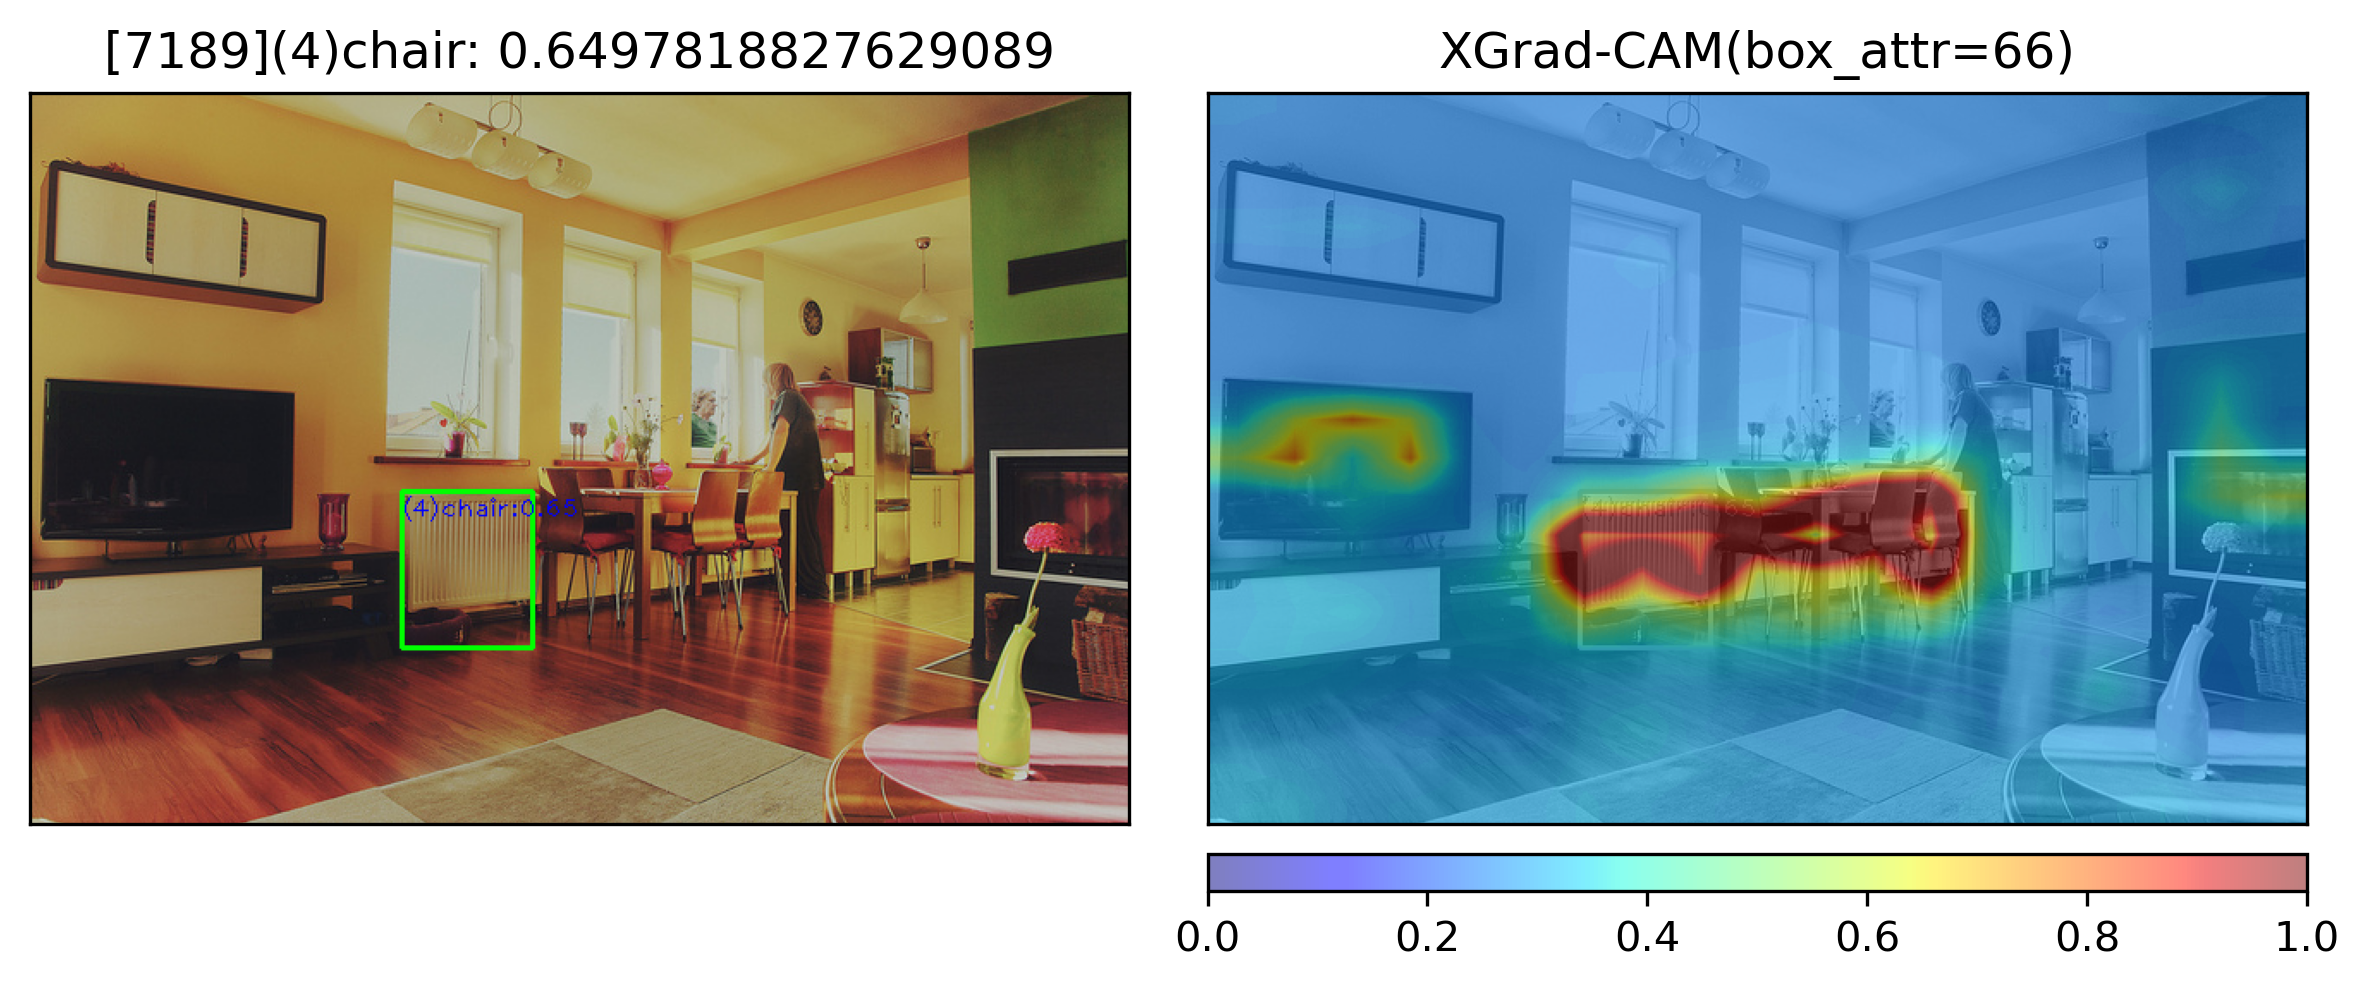 [7189](4)chair: 0.6497818827629089
XGrad-CAM(box_attr=66)
(4)chair:0.65
0.0 0.2 0.4 0.6 0.8 1.0